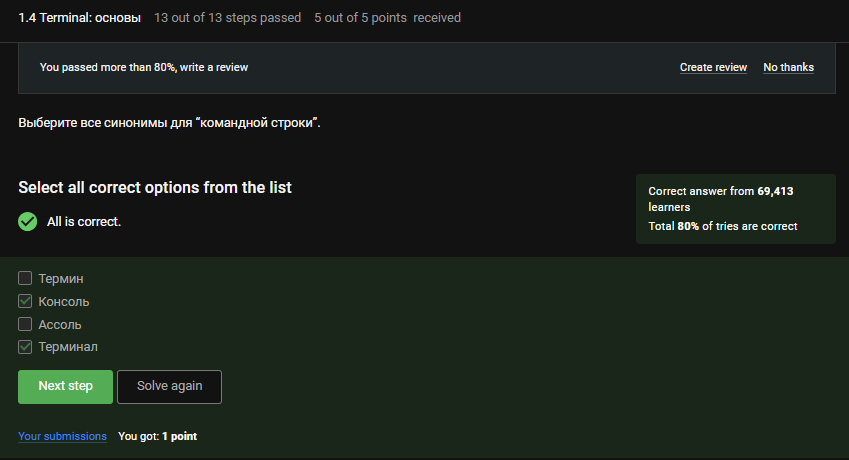 1.4 Terminal: основы 13 out of 13 steps passed 5 out of 5 points received
You passed more than 80%, write a review Create review No thanks
Выберите все синонимы для “командной строки”.
Select all correct options from the list
All is correct.
Correct answer from 69,413
learners
Total 80% of tries are correct
Термин
Консоль
Ассоль
Терминал
Next step Solve again
Your submissions You got: 1 point